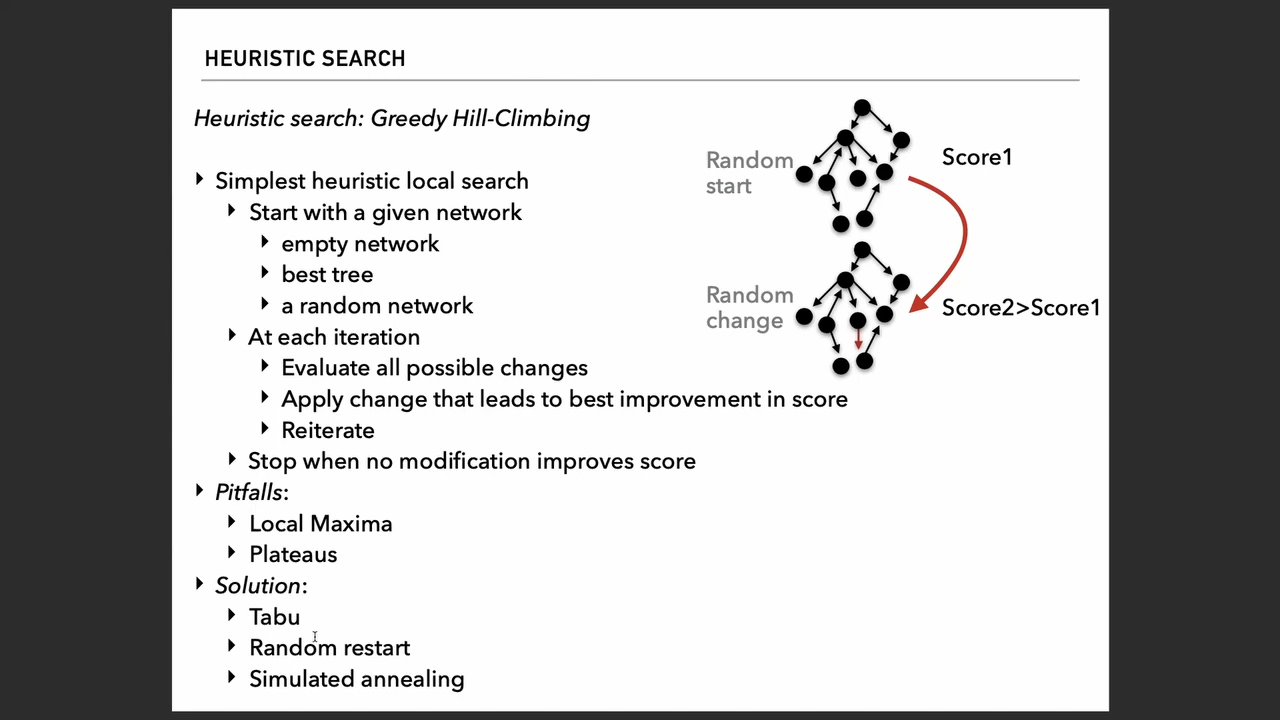 HEURISTIC SEARCH
Heuristic search: Greedy Hill-Climbing
Simplest heuristic local search
Start with a given network
empty network
best tree
a random network
At each iteration
Evaluate all possible changes
Apply change that leads to best improvement in score
Reiterate
Stop when no modification improves score
Pitfalls:
Local Maxima
Plateaus
Solution:
Tabu
Random restart
Simulated annealing
Random
start
Score1
Random
change
Score2>Score1